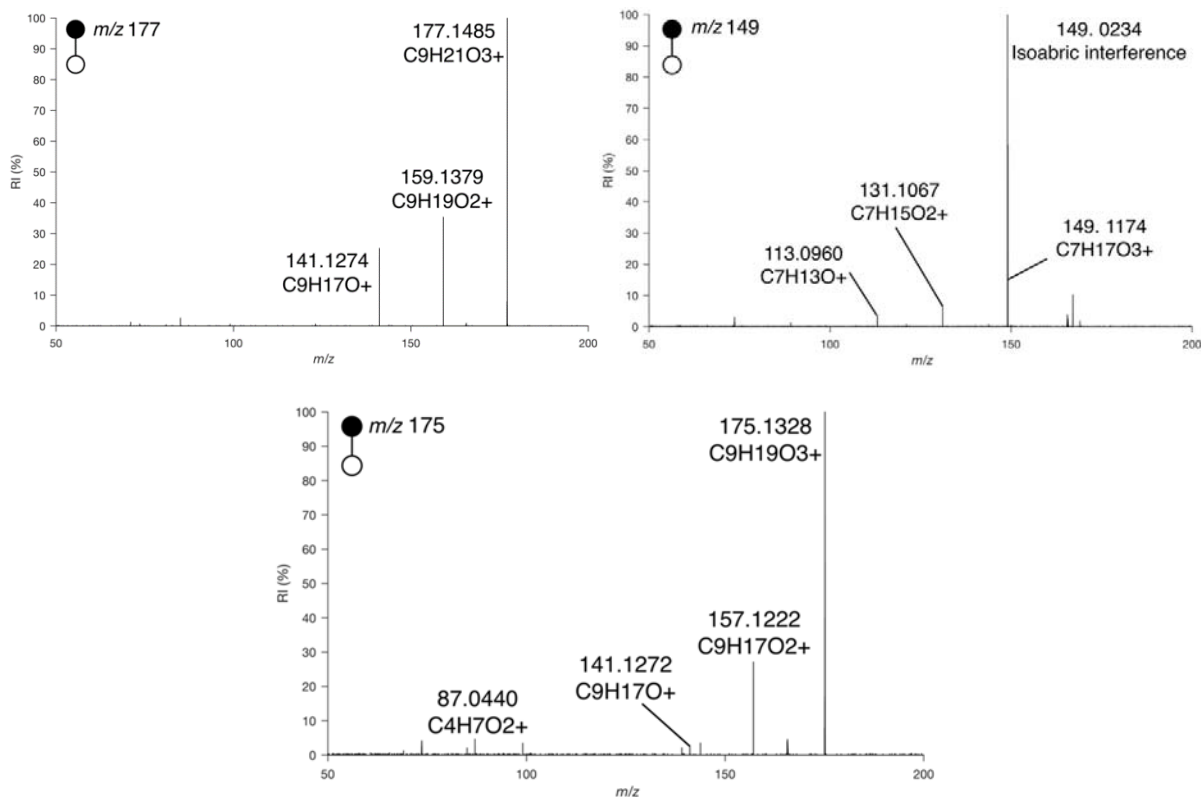 m/z 177
177.1485
C9H21O3+
159.1379
C9H19O2+
141.1274
C9H17O+
RI (%)
100
90
80
70
60
50
40
30
20
10
0
50
100
150
200
m/z
m/z 149
149. 0234
Isoabric interference
131.1067
C7H15O2+
149. 1174
C7H17O3+
113.0960
C7H13O+
RI (%)
100
90
80
70
60
50
40
30
20
10
0
50
100
150
200
m/z
m/z 175
175.1328
C9H19O3+
157.1222
C9H17O2+
141.1272
C9H17O+
87.0440
C4H7O2+
RI (%)
100
90
80
70
60
50
40
30
20
10
0
50
100
150
200
m/z